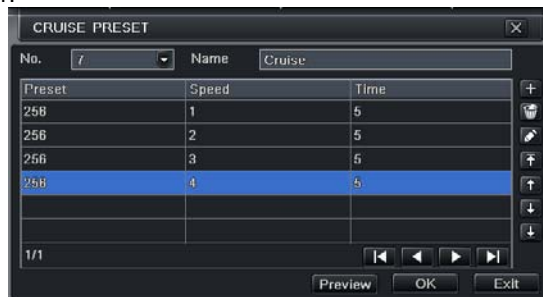 CRUISE PRESET
No. 7 Name Cruise
Preset Speed Time
256 1 5
256 2 5
256 3 5
256 4 5
1/1
Preview OK Exit